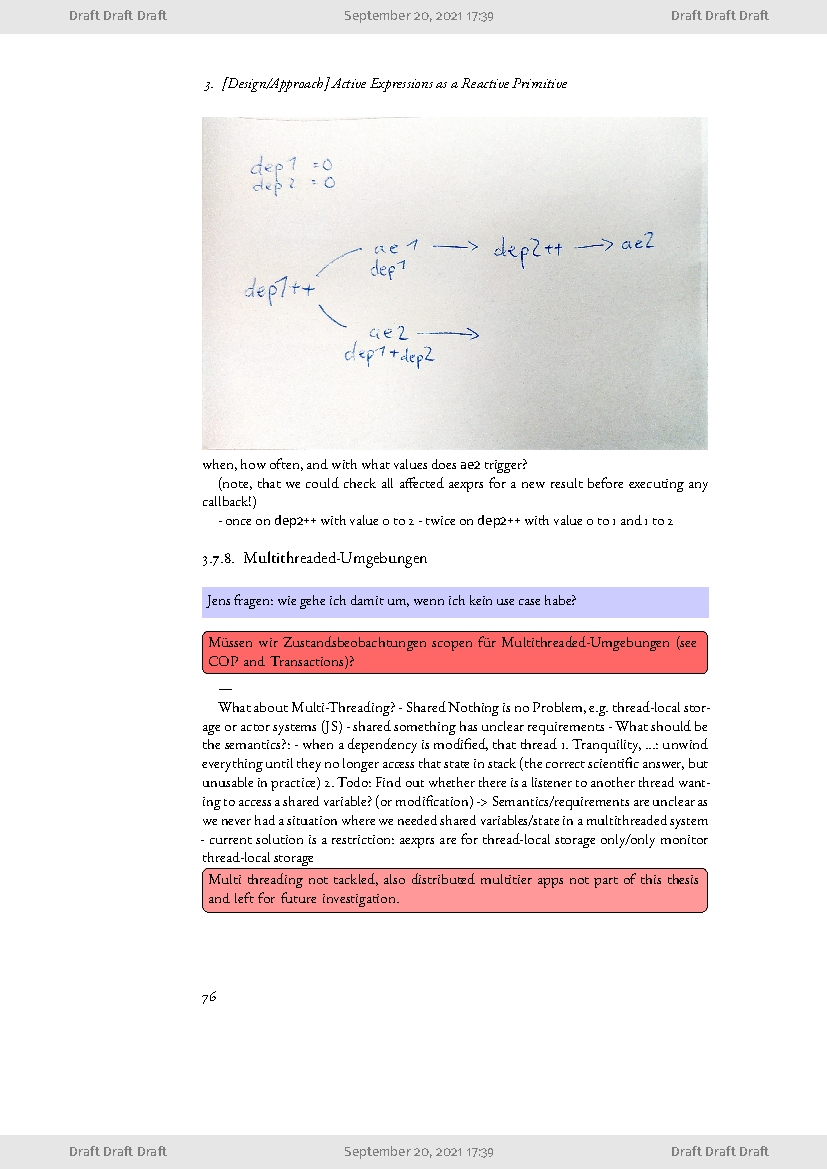 Draft Draft Draft September 20, 2021 17:39 Draft Draft Draft
3. [Design/Approach] Active Expressions as a Reactive Primitive
dep1 = 0
dep2 = 0
ae1 → dep2++ → ae2
dep1
dep1++
ae2 →
dep1+dep2
when, how often, and with what values does ae2 trigger?
(note, that we could check all affected aexprs for a new result before executing any
callback!)
- once on dep2++ with value 0 to 2 - twice on dep2++ with value 0 to 1 and 1 to 2
3.7.8. Multithreaded-Umgebungen
Jens fragen: wie gehe ich damit um, wenn ich kein use case habe?
Müssen wir Zustandsbeobachtungen scopen für Multithreaded-Umgebungen (see
COP and Transactions)?
—
What about Multi-Threading? - Shared Nothing is no Problem, e.g. thread-local stor-
age or actor systems (JS) - shared something has unclear requirements - What should be
the semantics?: - when a dependency is modified, that thread 1. Tranquility, ...: unwind
everything until they no longer access that state in stack (the correct scientific answer, but
unusable in practice) 2. Todo: Find out whether there is a listener to another thread want-
ing to access a shared variable? (or modification) -> Semantics/requirements are unclear as
we never had a situation where we needed shared variables/state in a multithreaded system
- current solution is a restriction: aexprs are for thread-local storage only/only monitor
thread-local storage
Multi threading not tackled, also distributed multitier apps not part of this thesis
and left for future investigation.
76
Draft Draft Draft September 20, 2021 17:39 Draft Draft Draft